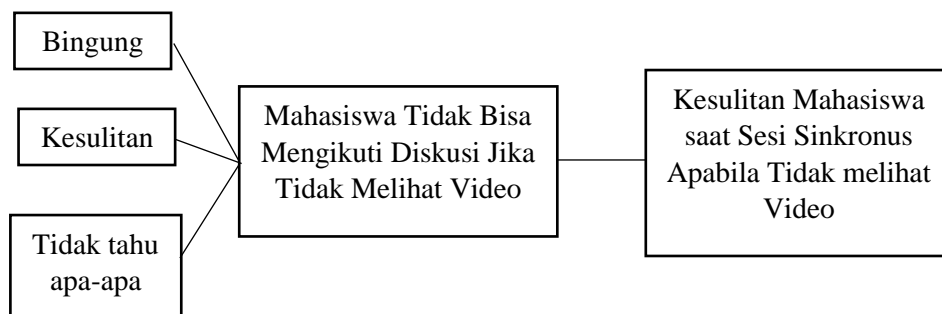 Bingung
Kesulitan
Tidak tahu
apa-apa
Mahasiswa Tidak Bisa
Mengikuti Diskusi Jika
Tidak Melihat Video
Kesulitan Mahasiswa
saat Sesi Sinkronus
Apabila Tidak melihat
Video